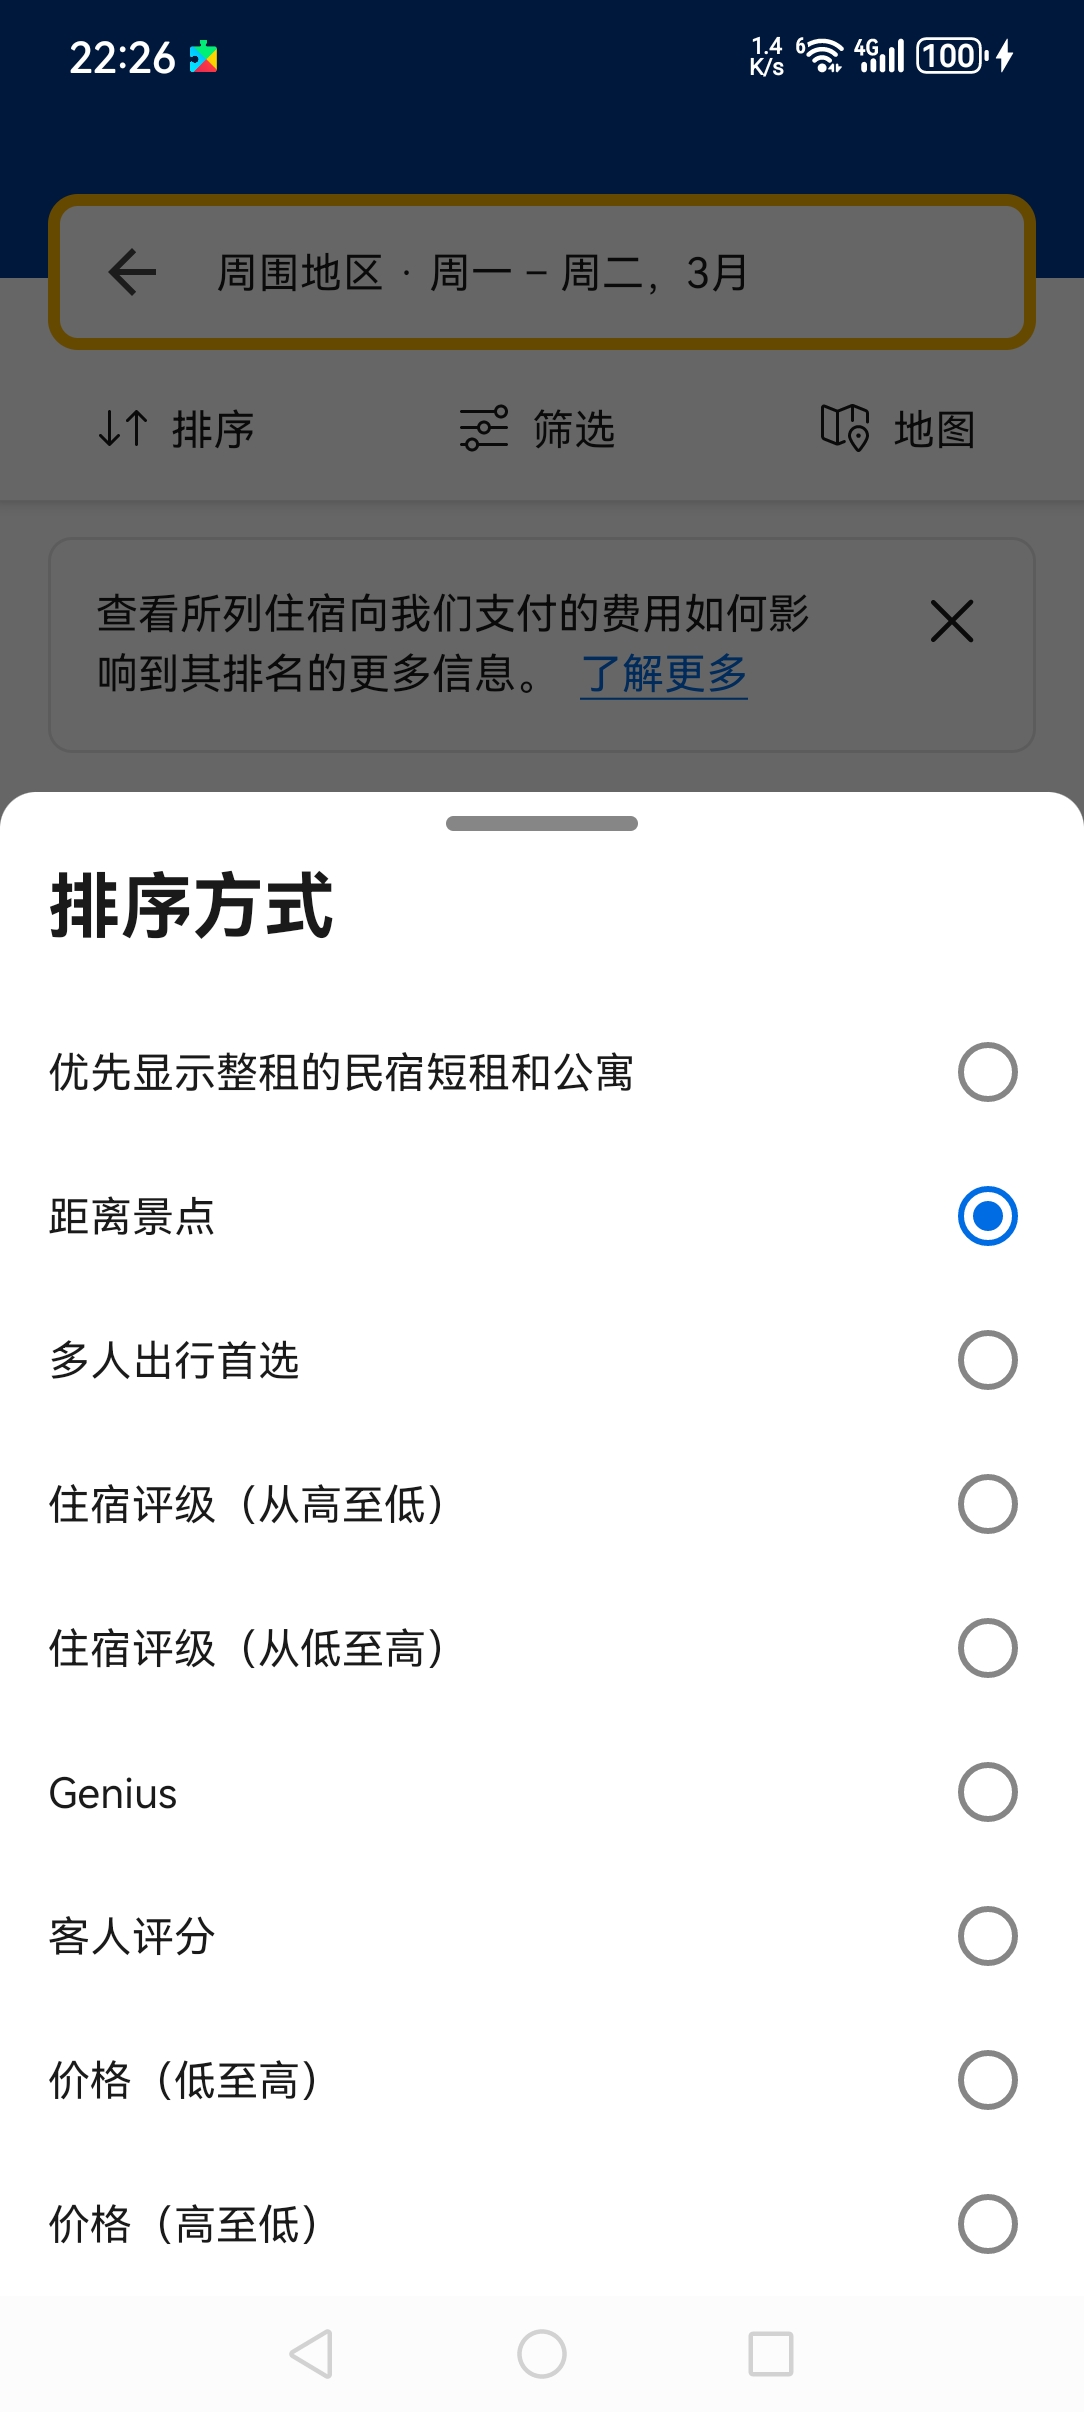 22:26
1.4 K/s 6 4G 100
周围地区 · 周一 – 周二，3月
排序 筛选 地图
查看所列住宿向我们支付的费用如何影
响到其排名的更多信息。 了解更多
排序方式
优先显示整租的民宿短租和公寓
距离景点
多人出行首选
住宿评级（从高至低）
住宿评级（从低至高）
Genius
客人评分
价格（低至高）
价格（高至低）